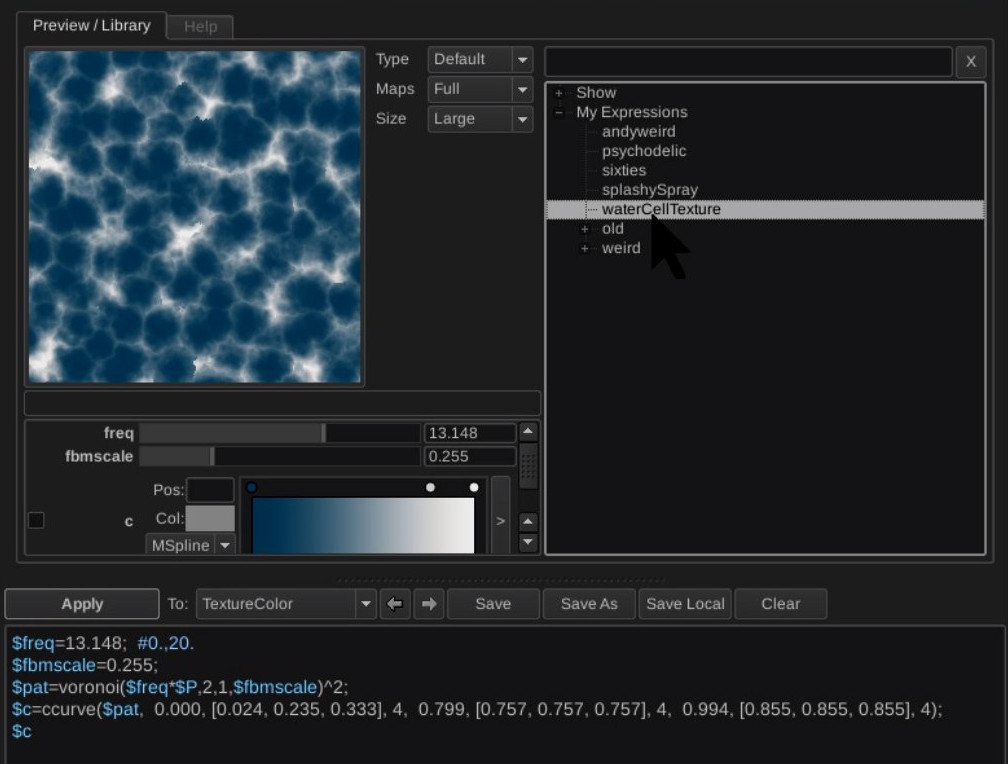 Preview / Library
Help
Type Default
Maps Full
Size Large
X
Show
My Expressions
andyweird
psychodelic
sixties
splashySpray
waterCellTexture
old
weird
freq 13.148
fbmscale 0.255
Pos:
c Col:
>
MSpline
Apply To: TextureColor Save Save As Save Local Clear
$freq=13.148; #0.,20.
$fbmscale=0.255;
$pat=voronoi($freq*$P,2,1,$fbmscale)^2;
$c=ccurve($pat, 0.000, [0.024, 0.235, 0.333], 4, 0.799, [0.757, 0.757, 0.757], 4, 0.994, [0.855, 0.855, 0.855], 4);
$c